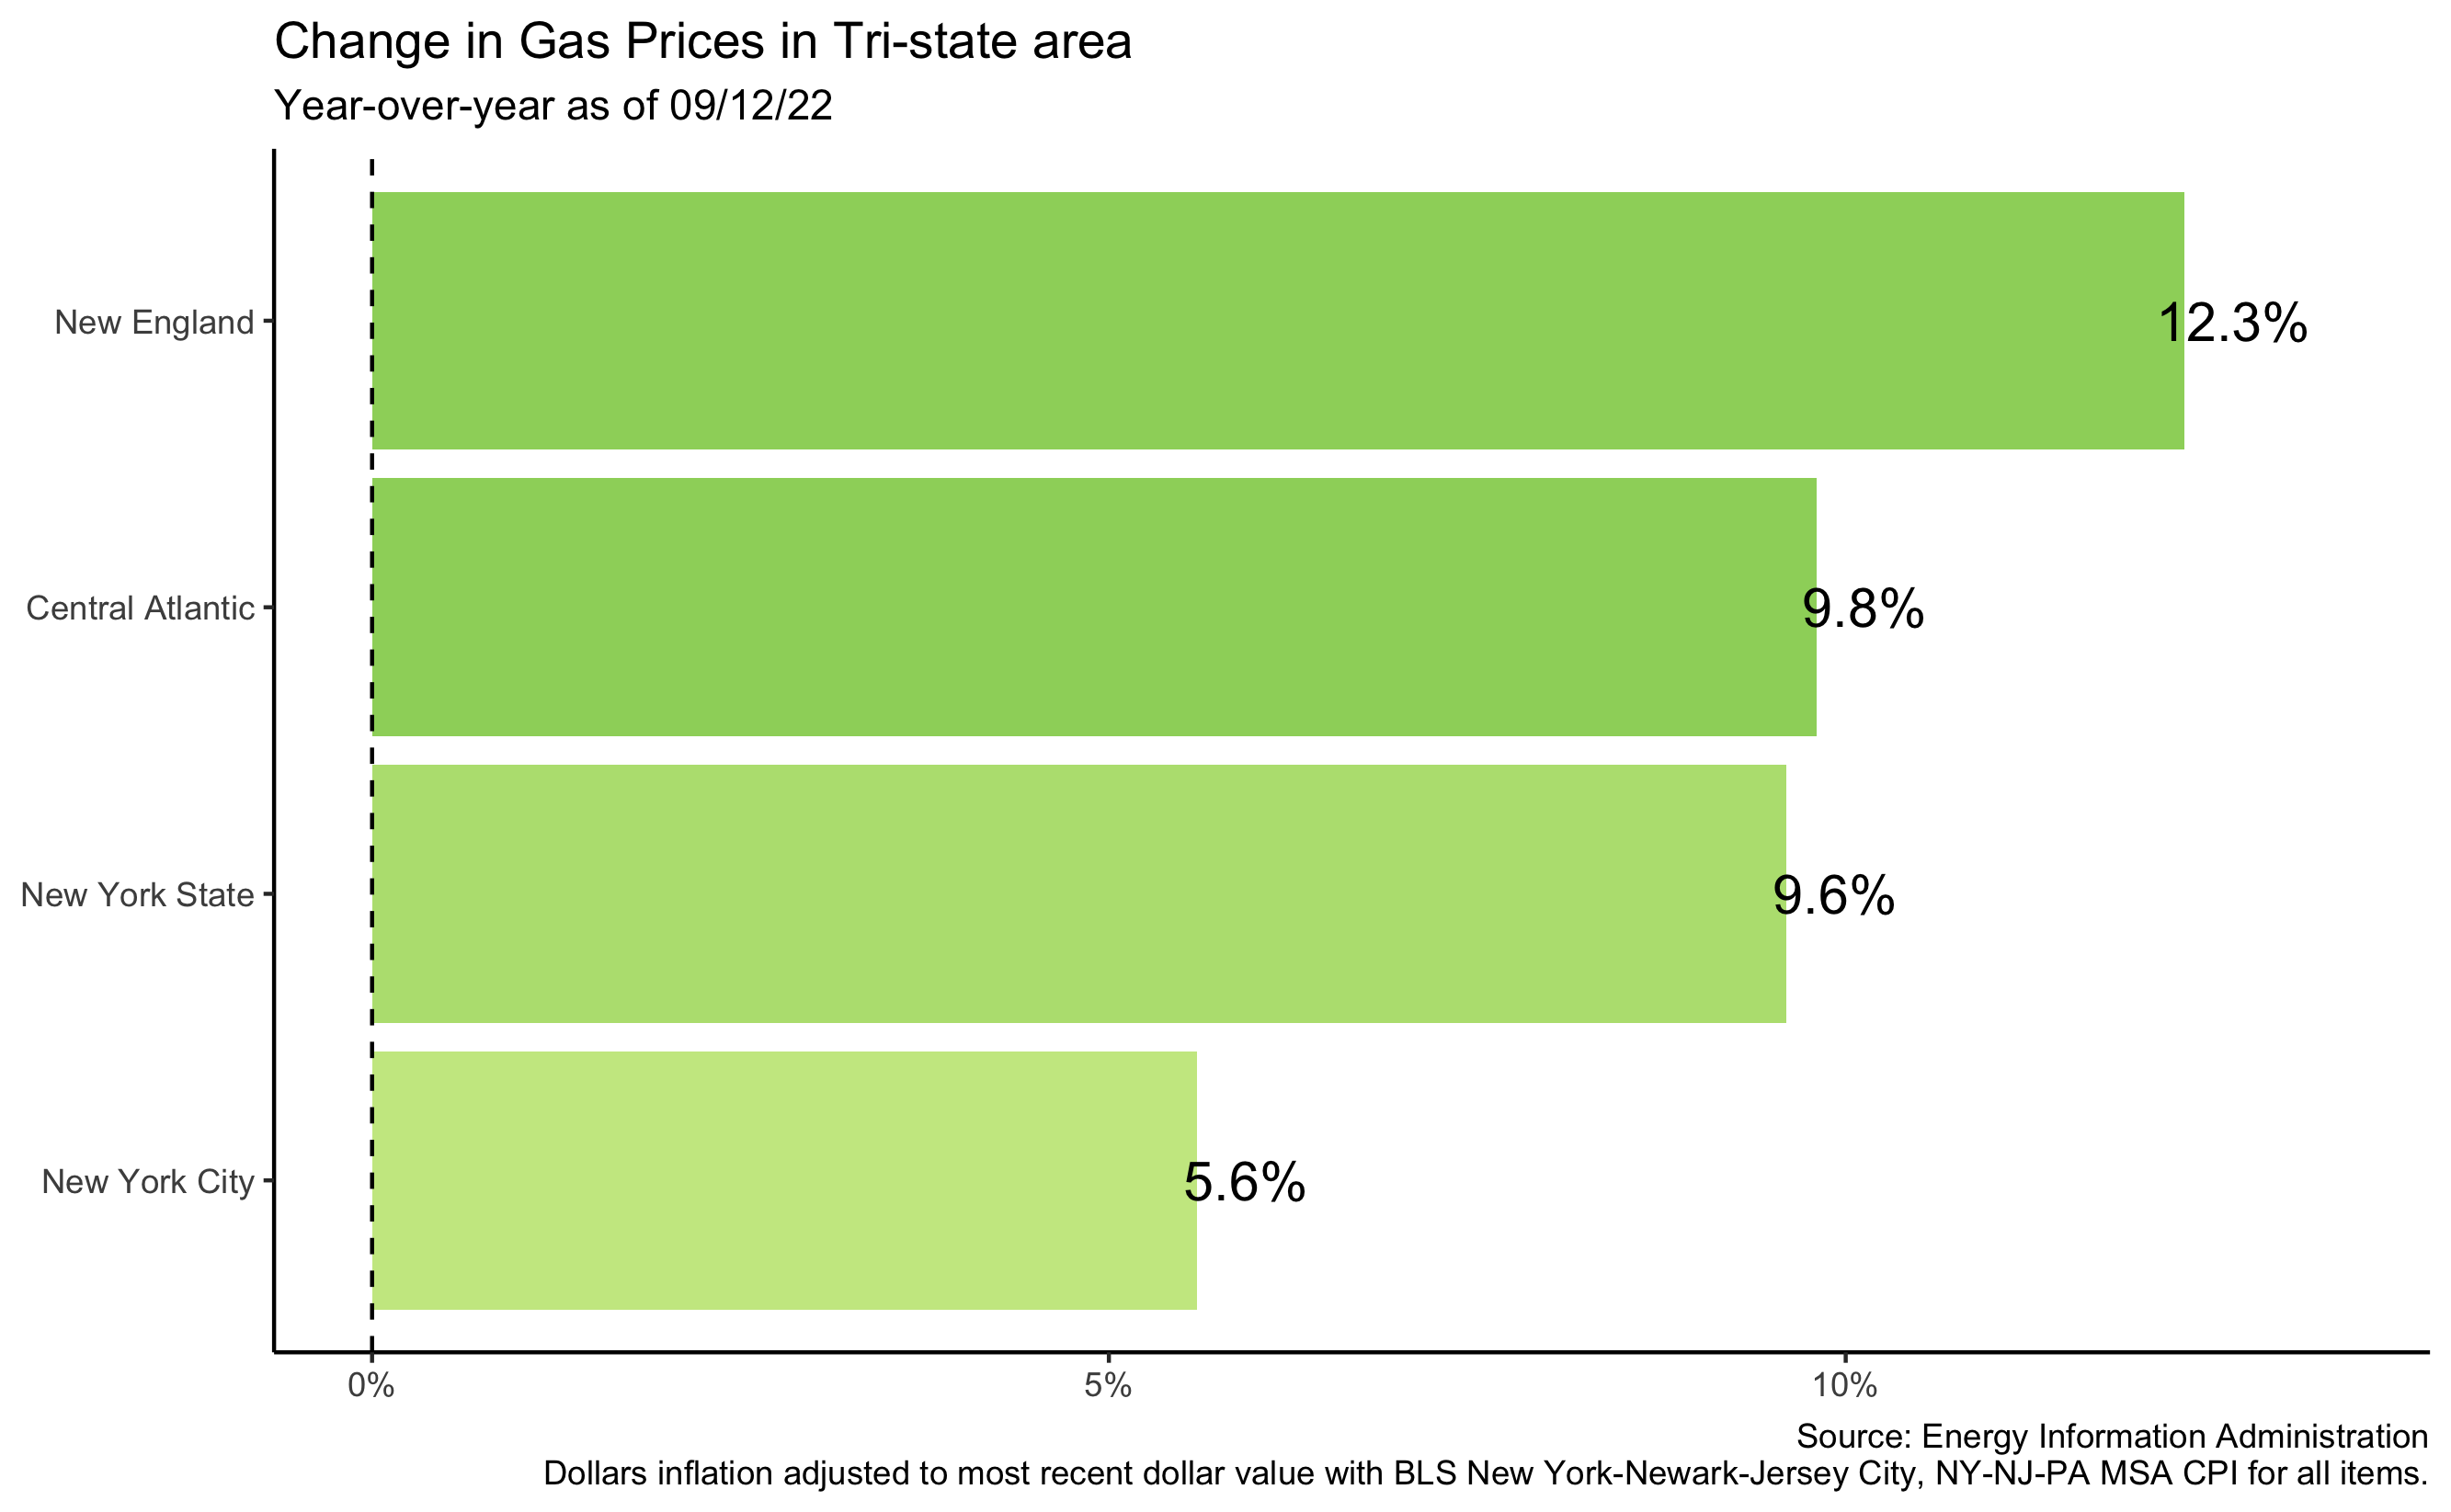 Change in Gas Prices in Tri-state area
Year-over-year as of 09/12/22
New England
12.3%
Central Atlantic
9.8%
New York State
9.6%
New York City
5.6%
0%
5%
10%
Source: Energy Information Administration
Dollars inflation adjusted to most recent dollar value with BLS New York-Newark-Jersey City, NY-NJ-PA MSA CPI for all items.